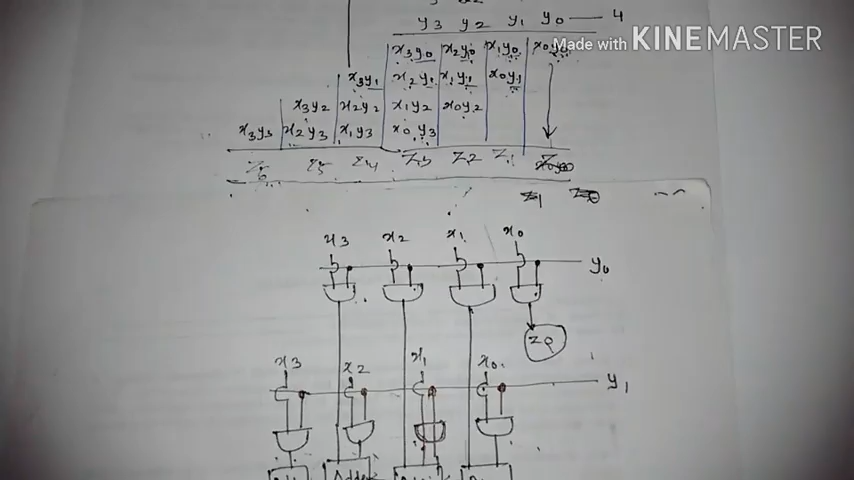 y3 y2 y1 y0 — 4
x3y0 x2y0 x1y0
Made with KINEMASTER
x3y1 x2y1 x1y1 x0y1
x3y2 x2y2 x1y2 x0y2
x3y3 x2y3 x1y3 x0y3
Z6 Z5 Z4 Z3 Z2 Z1
x3 x2 x1 x0
y0
Z0
x3 x2 x1 x0
y1
Adder